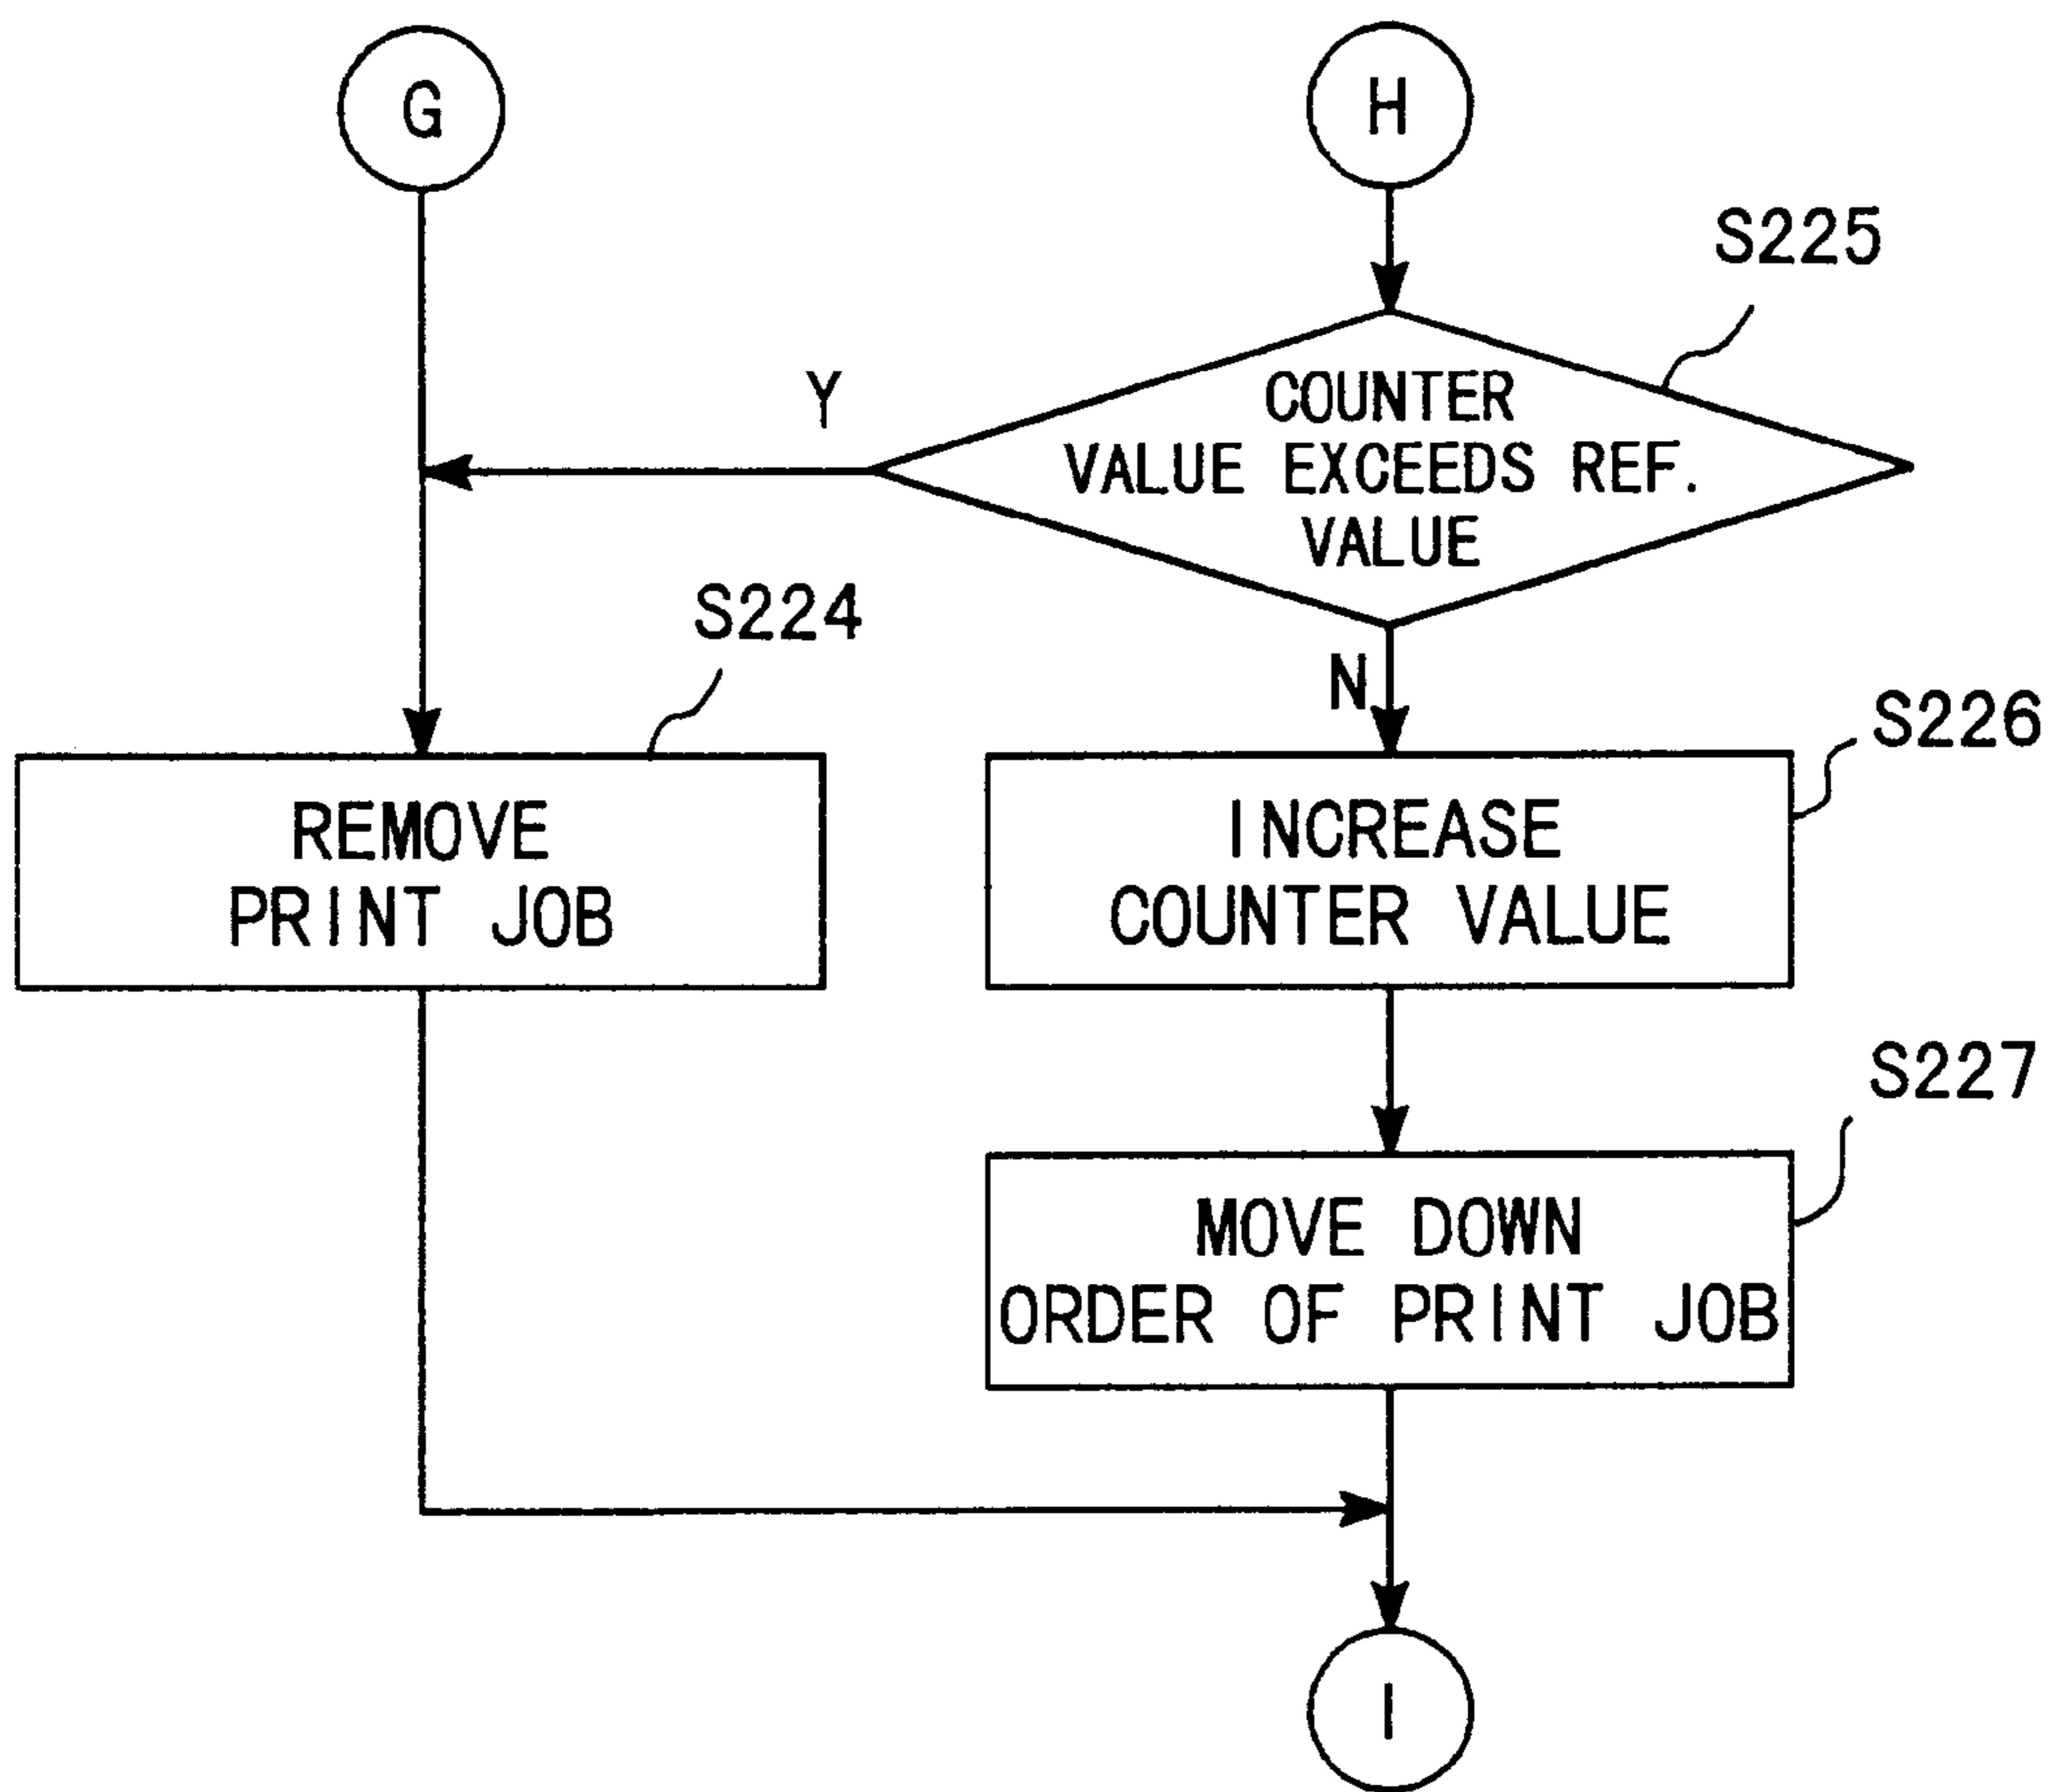 G
H
S225
Y
COUNTER
VALUE EXCEEDS REF.
VALUE
S224
N
S226
REMOVE
PRINT JOB
INCREASE
COUNTER VALUE
S227
MOVE DOWN
ORDER OF PRINT JOB
I